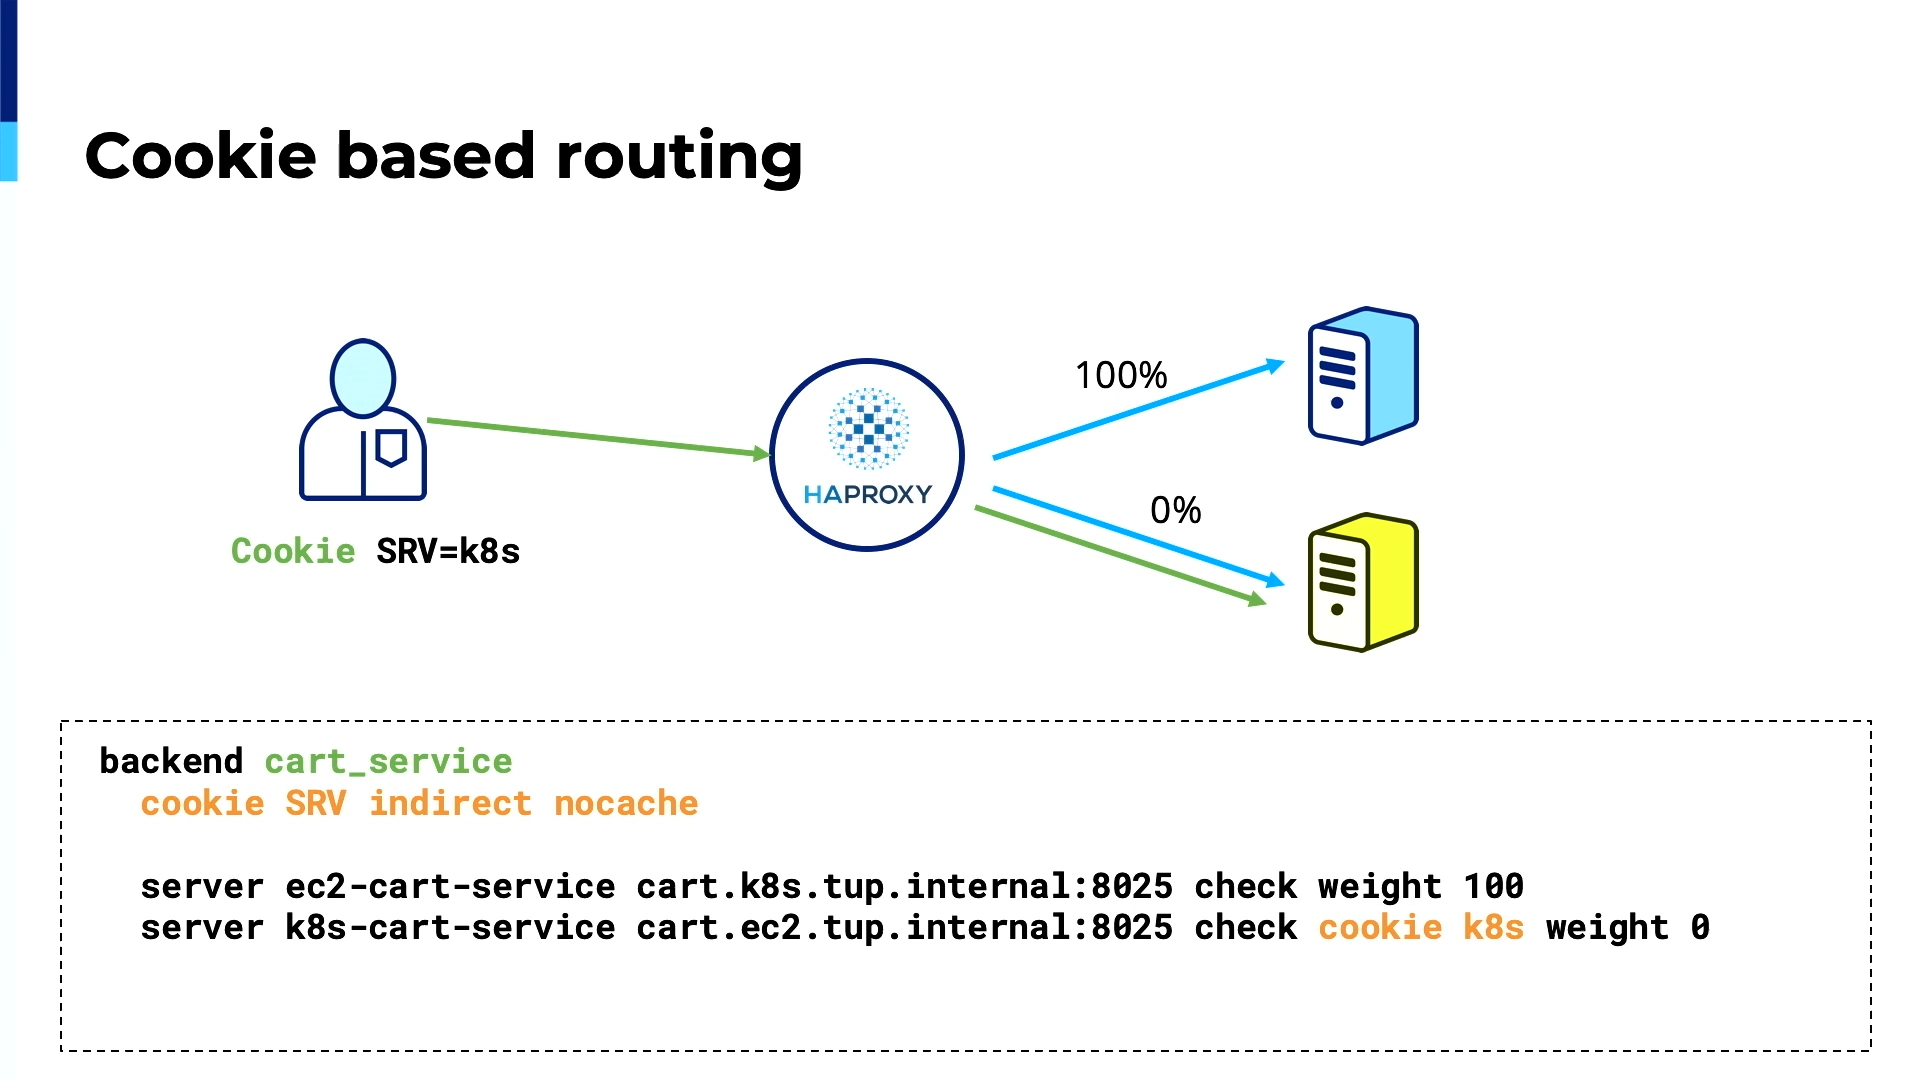 Cookie based routing
100%
HAPROXY
0%
Cookie SRV=k8s
backend cart_service
cookie SRV indirect nocache
server ec2-cart-service cart.k8s.tup.internal:8025 check weight 100
server k8s-cart-service cart.ec2.tup.internal:8025 check cookie k8s weight 0